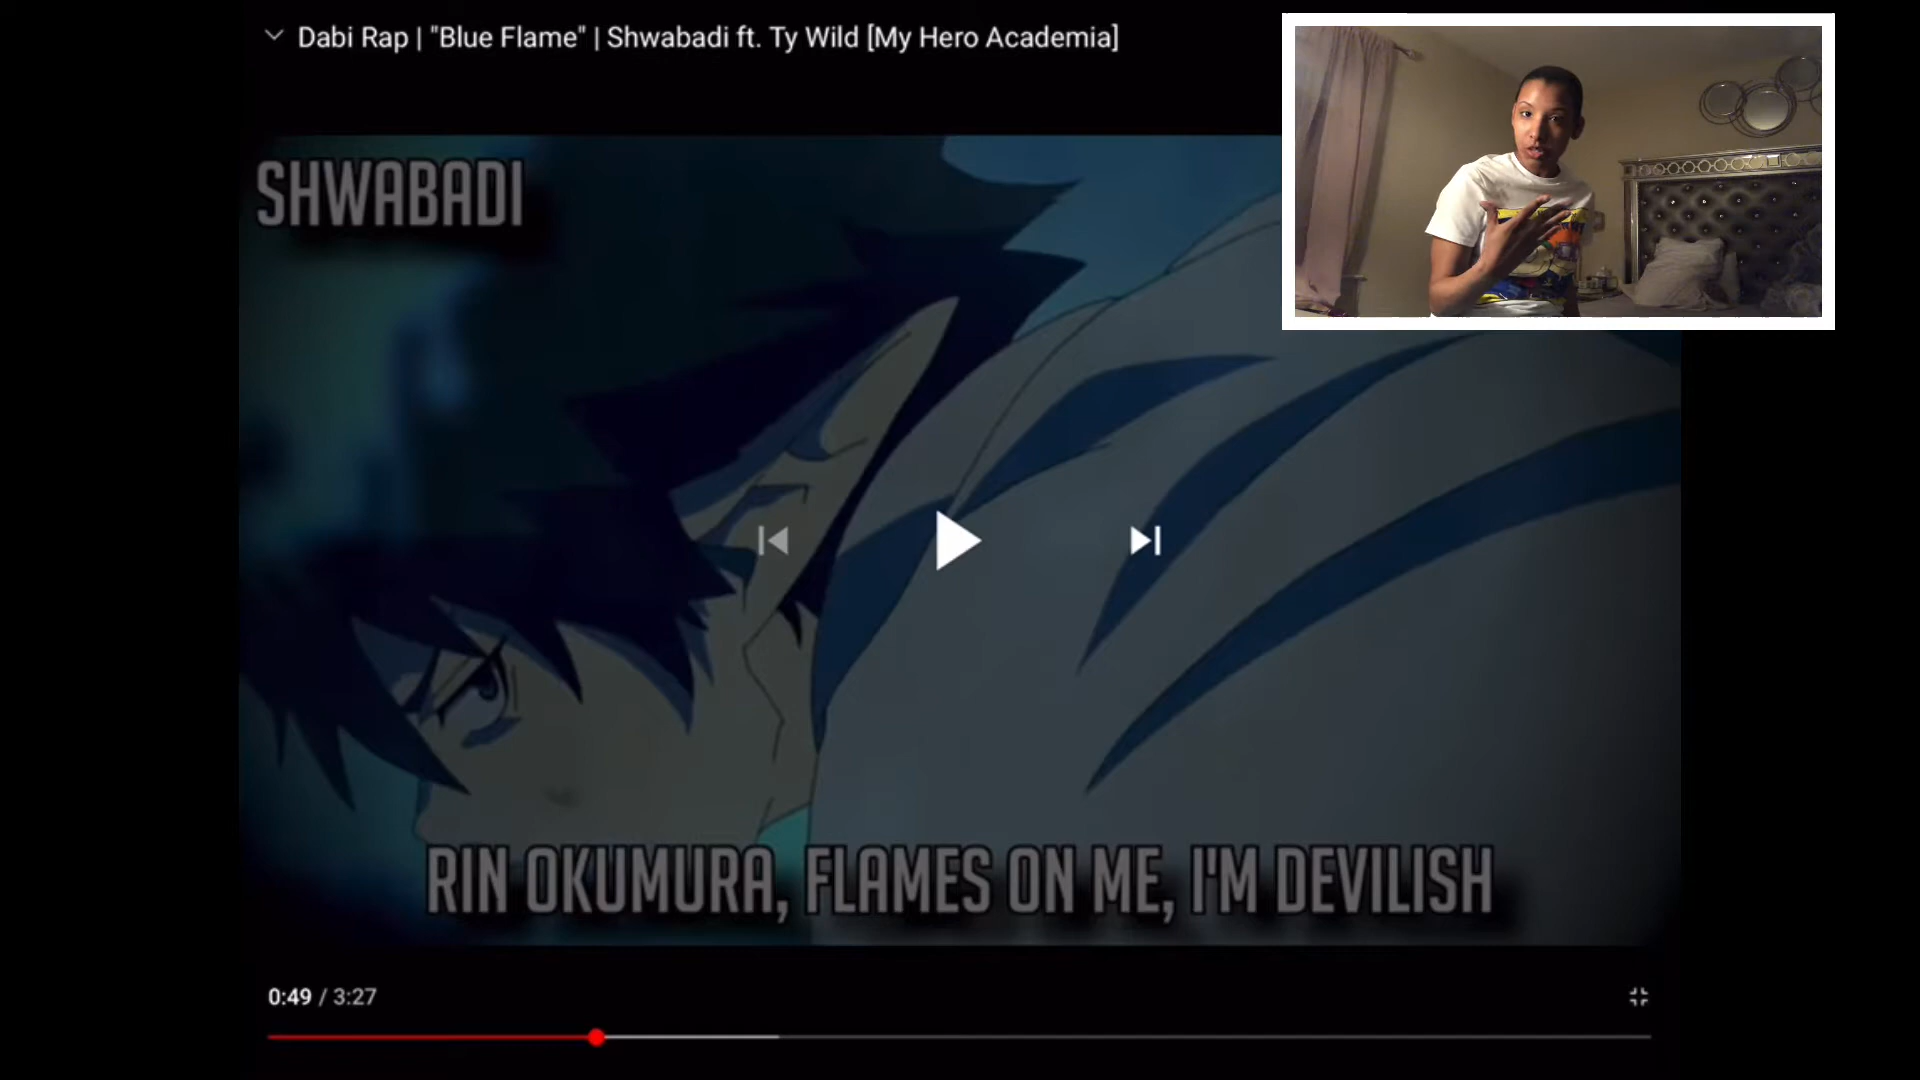 Dabi Rap | "Blue Flame" | Shwabadi ft. Ty Wild [My Hero Academia]
SHWABADI
RIN OKUMURA, FLAMES ON ME, I'M DEVILISH
0:49 / 3:27